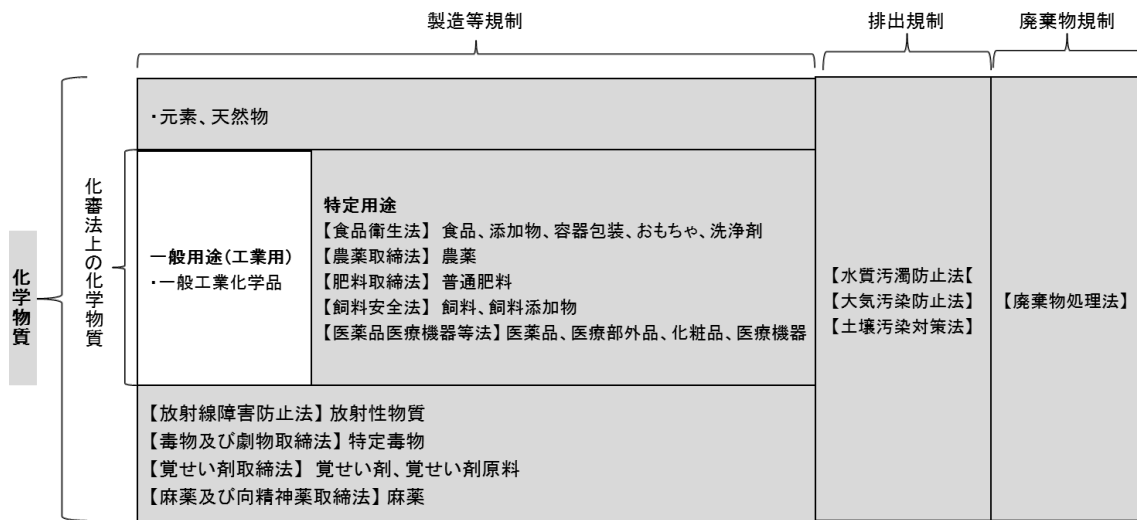 製造等規制
排出規制
廃棄物規制
化学物質
化審法上の化学物質
・元素、天然物
一般用途(工業用)
・一般工業化学品
特定用途
【食品衛生法】 食品、添加物、容器包装、おもちゃ、洗浄剤
【農薬取締法】 農薬
【肥料取締法】 普通肥料
【飼料安全法】 飼料、飼料添加物
【医薬品医療機器等法】 医薬品、医療部外品、化粧品、医療機器
【放射線障害防止法】 放射性物質
【毒物及び劇物取締法】 特定毒物
【覚せい剤取締法】 覚せい剤、覚せい剤原料
【麻薬及び向精神薬取締法】 麻薬
【水質汚濁防止法【
【大気汚染防止法】
【土壌汚染対策法】
【廃棄物処理法】